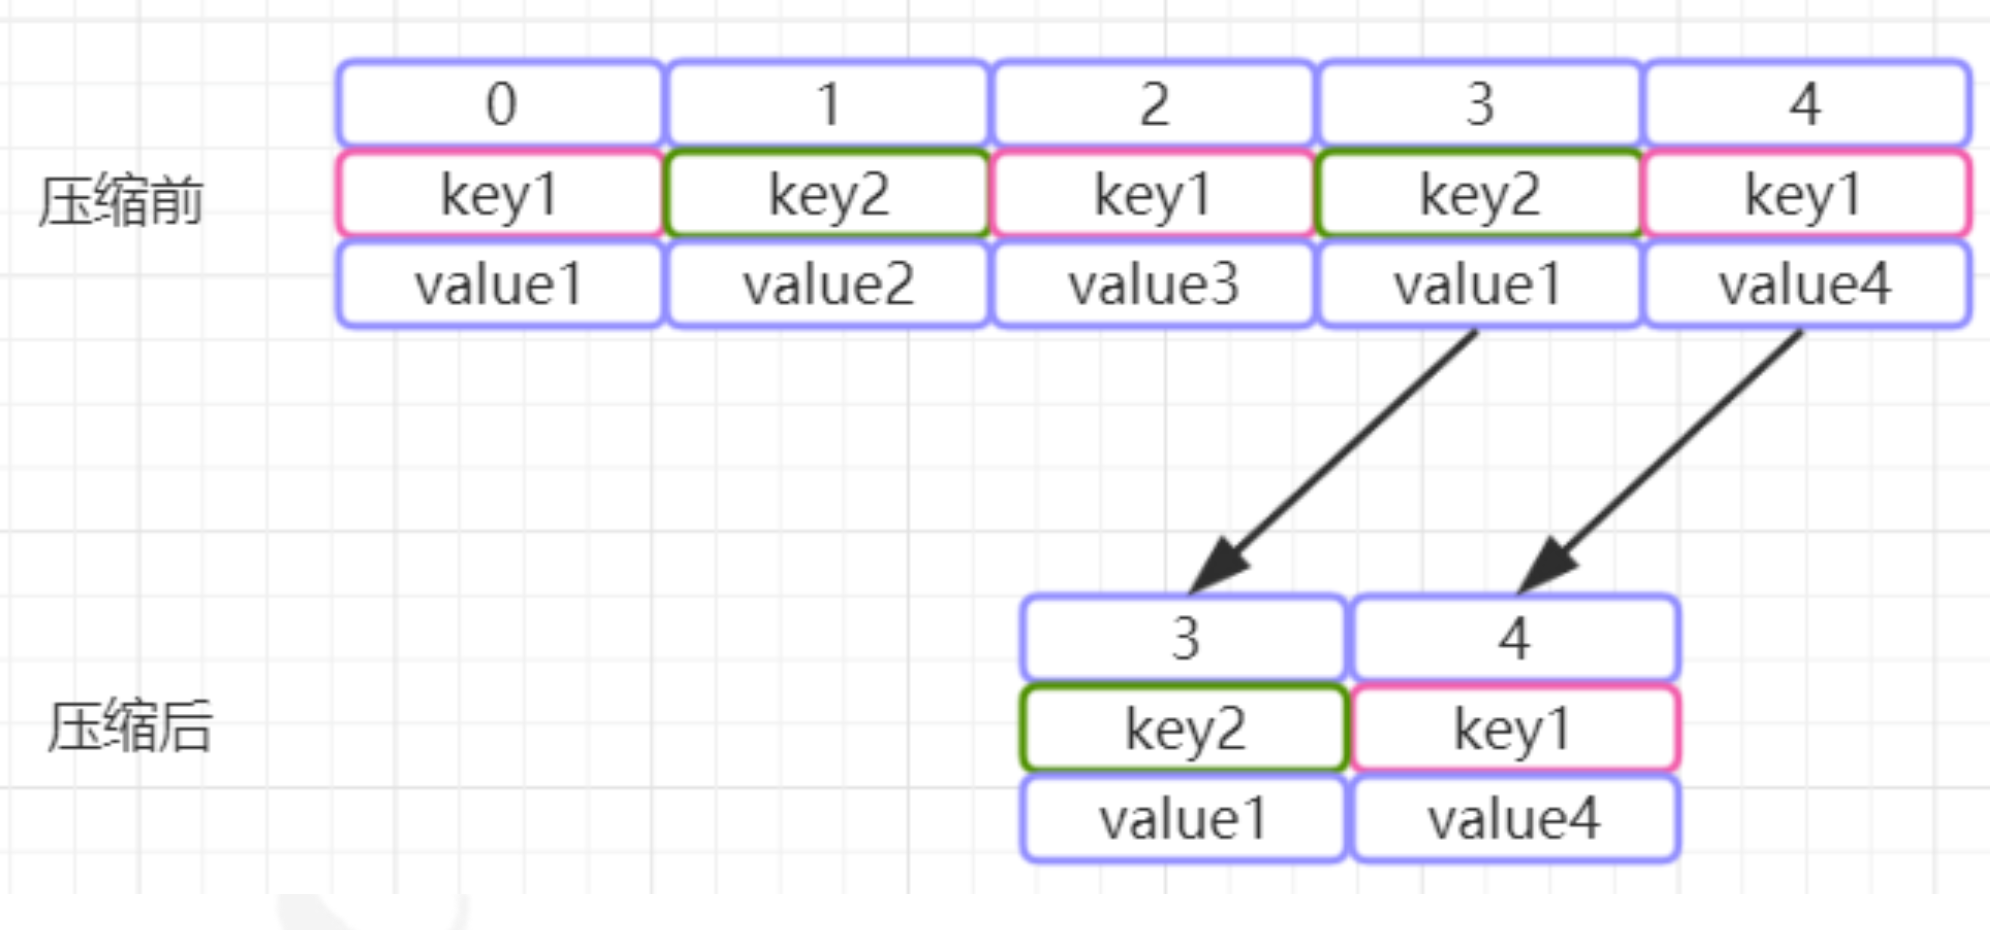 0 1 2 3 4
压缩前 key1 key2 key1 key2 key1
value1 value2 value3 value1 value4
3 4
压缩后 key2 key1
value1 value4